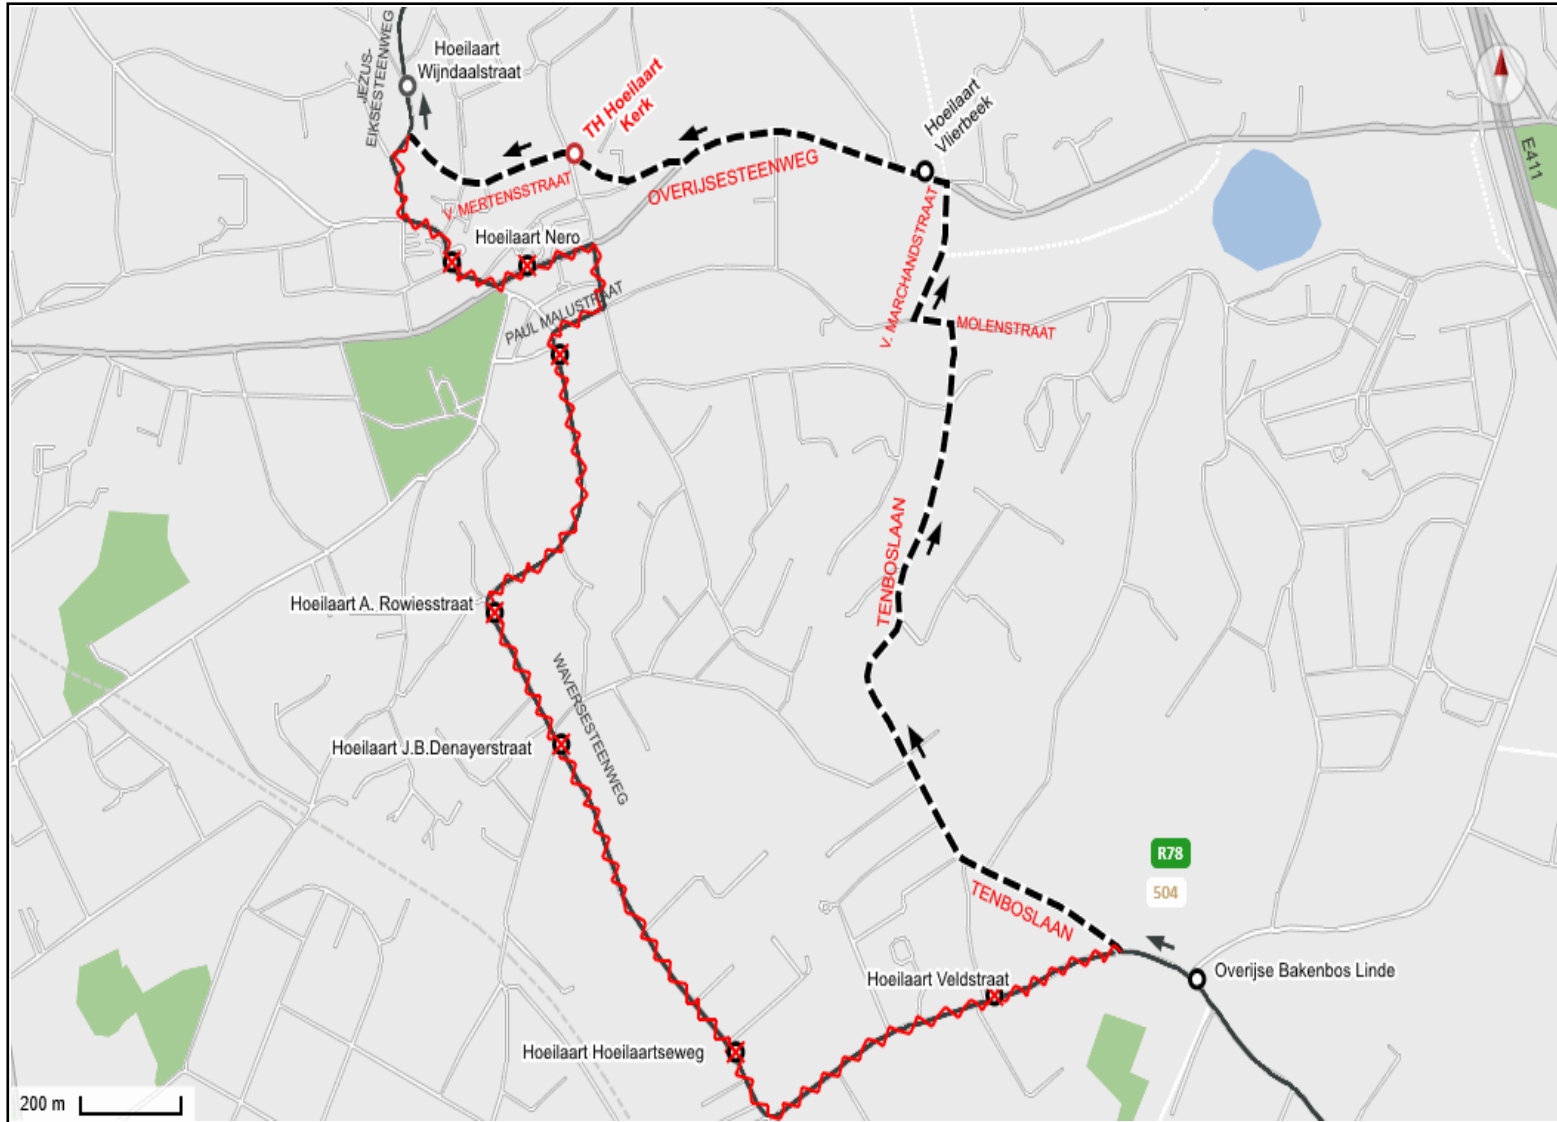 JEZUS-
EIKSESTEENWEG
Hoeilaart
Wijndaalstraat
TH Hoeilaart
Kerk
Hoeilaart
Vlierbeek
E411
V. MERTENSSTRAAT
OVERIJSESTEENWEG
Hoeilaart Nero
PAUL MALUSTRAAT
V. MARCHANDSTRAAT
MOLENSTRAAT
TENBOSLAAN
Hoeilaart A. Rowiesstraat
WAVERSESTEENWEG
Hoeilaart J.B.Denayerstraat
R78
504
TENBOSLAAN
Hoeilaart Veldstraat
Overijse Bakenbos Linde
Hoeilaart Hoeilaartseweg
200 m